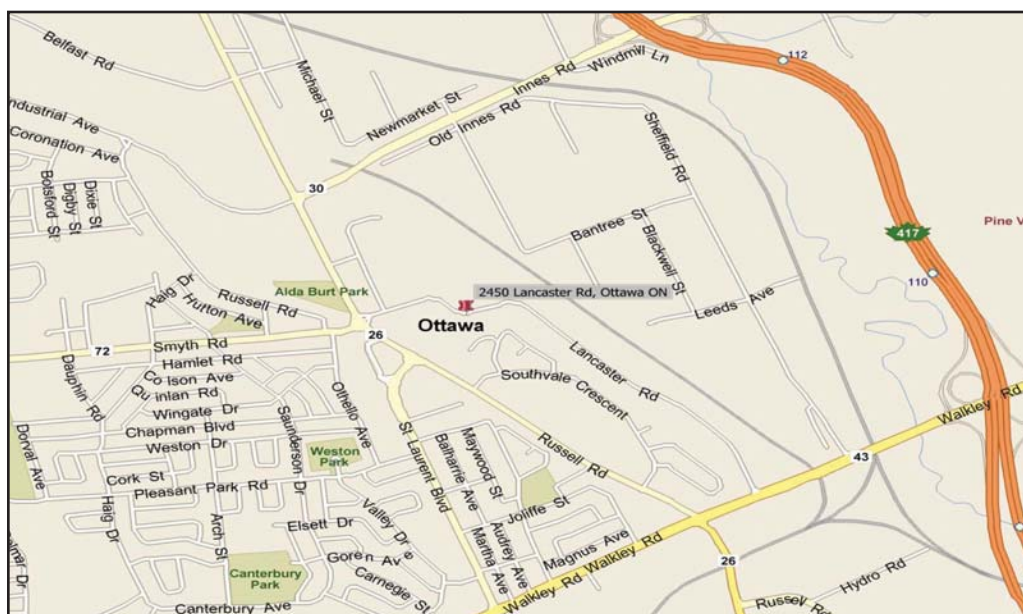 Belfast Rd
Michael St
Innes Rd
Windmill Ln
112
Newmarket St
Old Innes Rd
Sheffield Rd
Industrial Ave
Coronation Ave
Botsford St
Digby St
Dixie St
30
Bantree St
Blackwell St
417
Pine V
110
Haig Dr
Hutton Ave
Russell Rd
Alda Burt Park
2450 Lancaster Rd, Ottawa ON
Leeds Ave
Ottawa
26
72
Smyth Rd
Hamlet Rd
Colson Ave
Quinlan Rd
Wingate Dr
Chapman Blvd
Weston Dr
Dauphin Rd
Othello Ave
Lancaster Rd
Southvale Crescent
Walkley Rd
43
Dorval Ave
Saunderson Dr
Weston Park
St Laurent Blvd
Balharrie Ave
Maywood St
Russell Rd
Cork St
Pleasant Park Rd
Haig Dr
Arch St
Elsett Dr
Valley Dr
Joliffe St
Audrey Ave
Martha Ave
Magnus Ave
Goren Av
Carnegie St
Canterbury Park
Canterbury Ave
Walkley Rd
Walkley Rd
26
Hydro Rd
Russell Rd